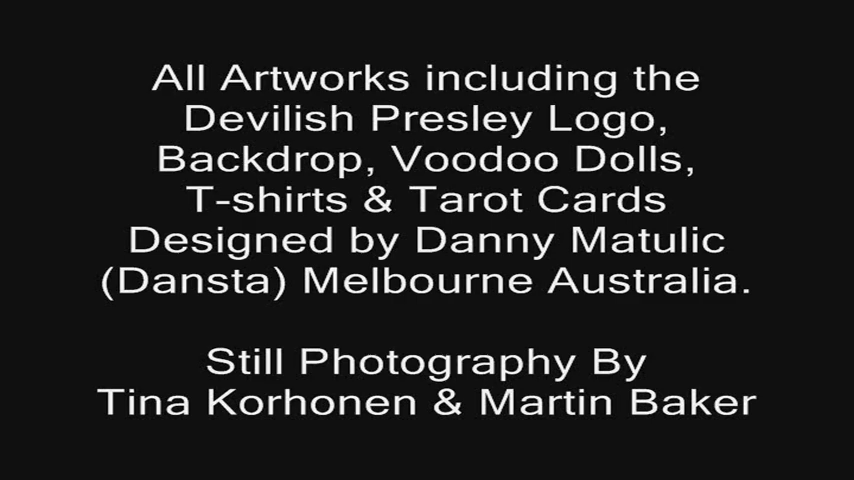 All Artworks including the
Devilish Presley Logo,
Backdrop, Voodoo Dolls,
T-shirts & Tarot Cards
Designed by Danny Matulic
(Dansta) Melbourne Australia.
Still Photography By
Tina Korhonen & Martin Baker